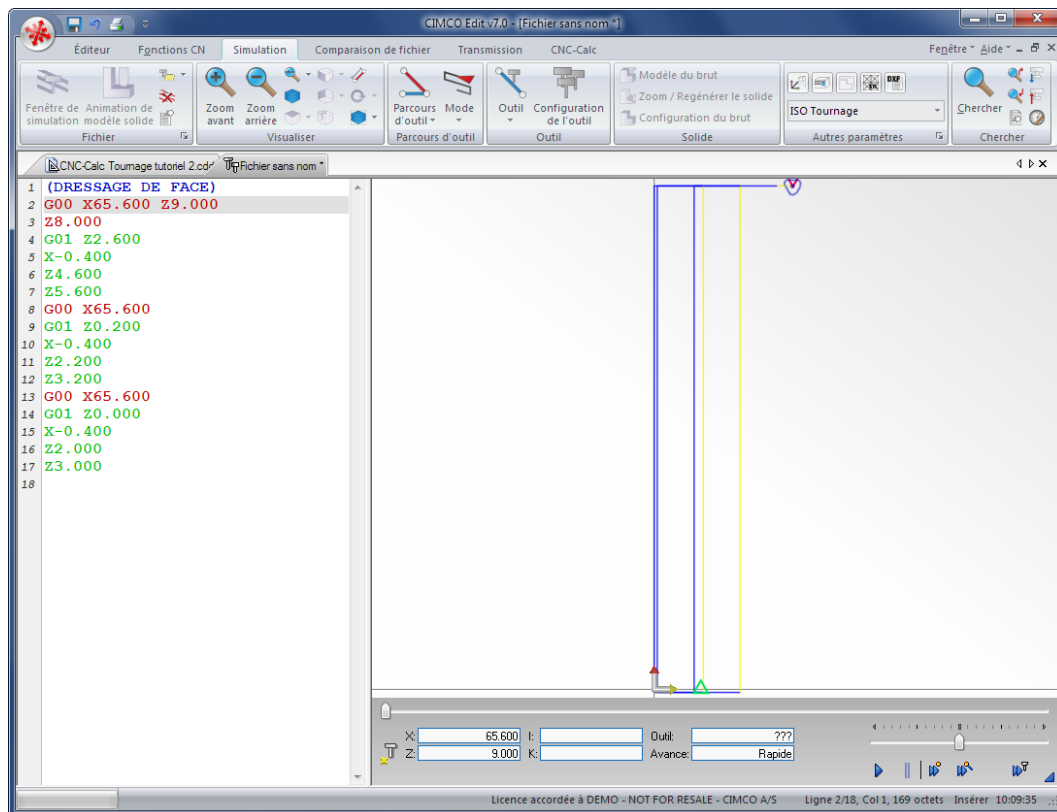 CIMCO Edit v7.0 - [Fichier sans nom *]
Éditeur Fonctions CN Simulation Comparaison de fichier Transmission CNC-Calc Fenêtre Aide
Fenêtre de simulation
Animation de modèle solide
Fichier
Zoom avant
Zoom arrière
Visualiser
Parcours d'outil
Mode
Parcours d'outil
Outil
Configuration de l'outil
Outil
Modèle du brut
Zoom / Regénérer le solide
Configuration du brut
Solide
DXF
ISO Tournage
Autres paramètres
Chercher
Chercher
CNC-Calc Tournage tutoriel 2.cdd
Fichier sans nom *
1 (DRESSAGE DE FACE)
2 G00 X65.600 Z9.000
3 Z8.000
4 G01 Z2.600
5 X-0.400
6 Z4.600
7 Z5.600
8 G00 X65.600
9 G01 Z0.200
10 X-0.400
11 Z2.200
12 Z3.200
13 G00 X65.600
14 G01 Z0.000
15 X-0.400
16 Z2.000
17 Z3.000
18
X: 65.600 I: Outil: ???
Z: 9.000 K: Avance: Rapide
Licence accordée à DEMO - NOT FOR RESALE - CIMCO A/S Ligne 2/18, Col 1, 169 octets Insérer 10:09:35